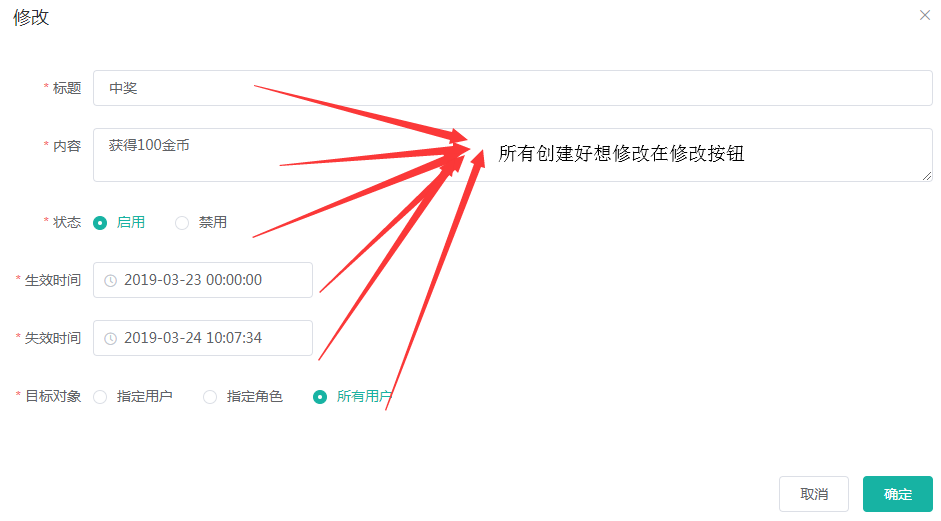 修改
* 标题 中奖
* 内容 获得100金币
所有创建好想修改在修改按钮
* 状态 启用 禁用
* 生效时间 2019-03-23 00:00:00
* 失效时间 2019-03-24 10:07:34
* 目标对象 指定用户 指定角色 所有用户
取消 确定